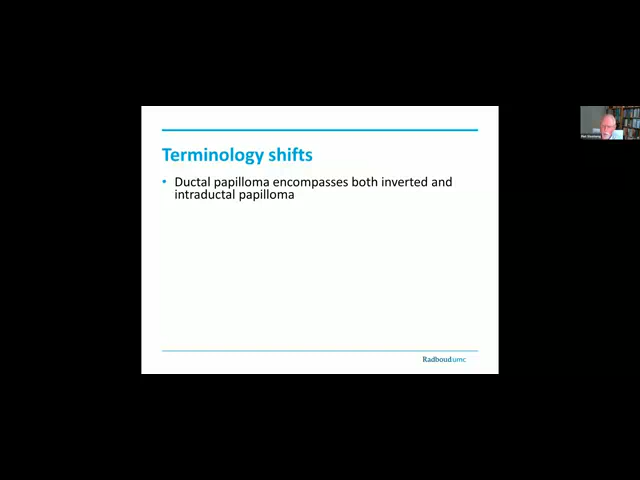 Terminology shifts
• Ductal papilloma encompasses both inverted and
intraductal papilloma
Radboudumc